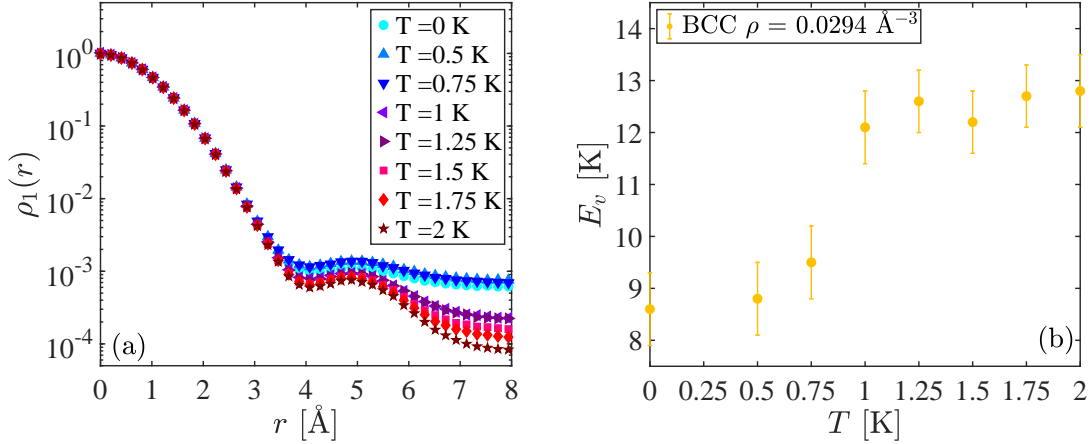 10^0
10^-1
10^-2
10^-3
10^-4
ρ₁(r)
0 1 2 3 4 5 6 7 8
r [Å]
(a)
T =0 K
T =0.5 K
T =0.75 K
T =1 K
T =1.25 K
T =1.5 K
T =1.75 K
T =2 K
BCC ρ = 0.0294 Å⁻³
14
13
12
11
10
9
8
E_v [K]
0 0.25 0.5 0.75 1 1.25 1.5 1.75 2
T [K]
(b)